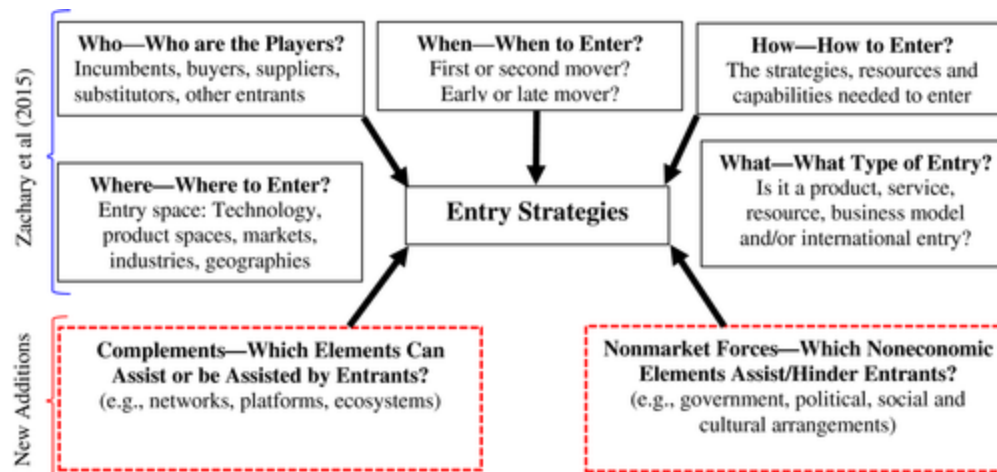 Zachary et al (2015)
Who—Who are the Players?
Incumbents, buyers, suppliers,
substitutors, other entrants
When—When to Enter?
First or second mover?
Early or late mover?
How—How to Enter?
The strategies, resources and
capabilities needed to enter
Where—Where to Enter?
Entry space: Technology,
product spaces, markets,
industries, geographies
Entry Strategies
What—What Type of Entry?
Is it a product, service,
resource, business model
and/or international entry?
New Additions
Complements—Which Elements Can
Assist or be Assisted by Entrants?
(e.g., networks, platforms, ecosystems)
Nonmarket Forces—Which Noneconomic
Elements Assist/Hinder Entrants?
(e.g., government, political, social and
cultural arrangements)